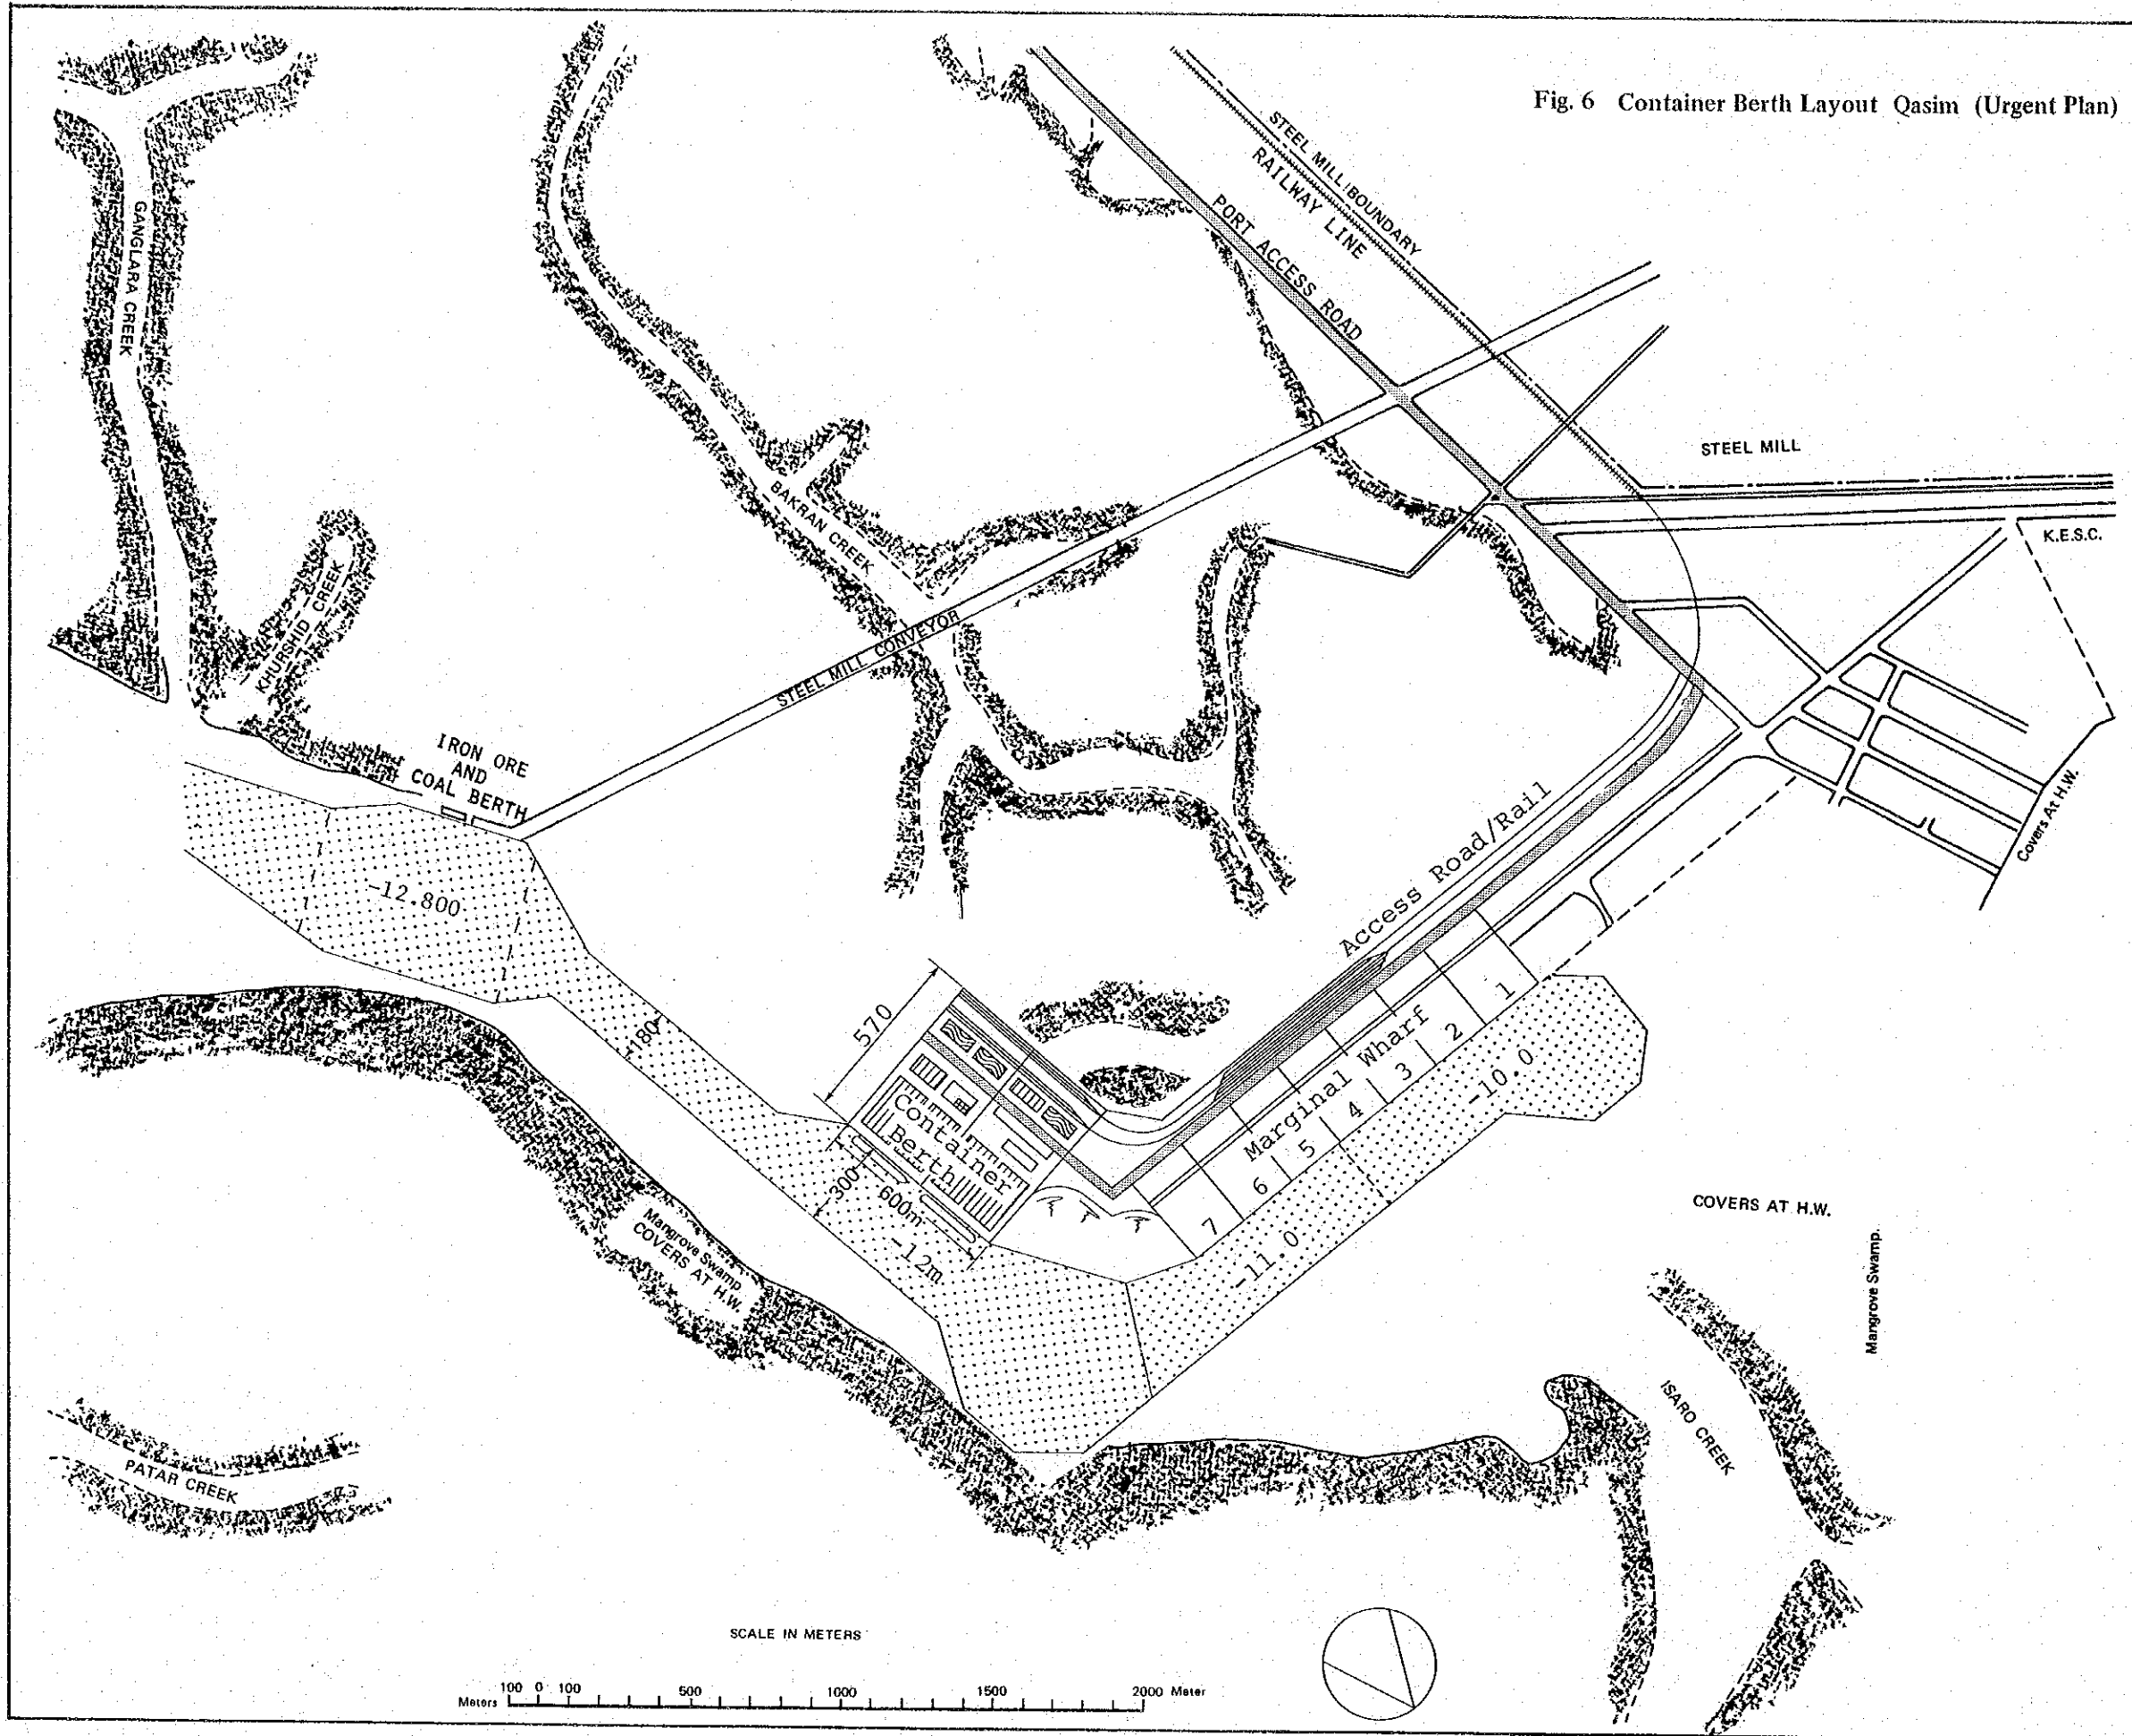 Fig. 6 Container Berth Layout Qasim (Urgent Plan)
STEEL MILL BOUNDARY
RAILWAY LINE
PORT ACCESS ROAD
GANGLARA CREEK
KHURSHID CREEK
BAKRAN CREEK
STEEL MILL
K.E.S.C.
STEEL MILL CONVEYOR
IRON ORE
AND
COAL BERTH
Covers At H.W.
Access Road/Rail
-12.800
180
570
Container
Berth
300
600m
-12m
Marginal Wharf
1
2
3
4
5
6
7
-10.0
-11.0
Mangrove Swamp
COVERS AT H.W.
COVERS AT H.W.
Mangrove Swamp.
ISARO CREEK
PATAR CREEK
SCALE IN METERS
Meters 100 0 100 500 1000 1500 2000 Meter